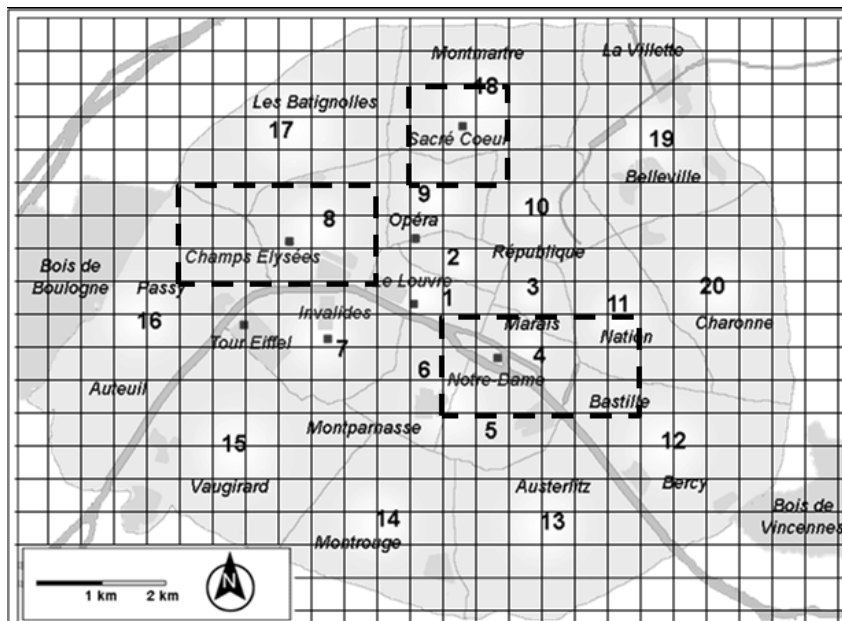 La Villette
Montmartre
18
Les Batignolles
17
Sacré Coeur
19
Belleville
9
10
8
Opéra
République
Champs Elysées
2
Bois de
Boulogne
Passy
Le Louvre
1
3
20
11
Invalides
16
Marais
Charonne
Tour Eiffel
7
4
Nation
6
Notre-Dame
Auteuil
Bastille
Montparnasse
5
15
12
Vaugirard
Austerlitz
Bercy
Bois de
Vincennes
14
13
Montrouge
N
1 km
2 km